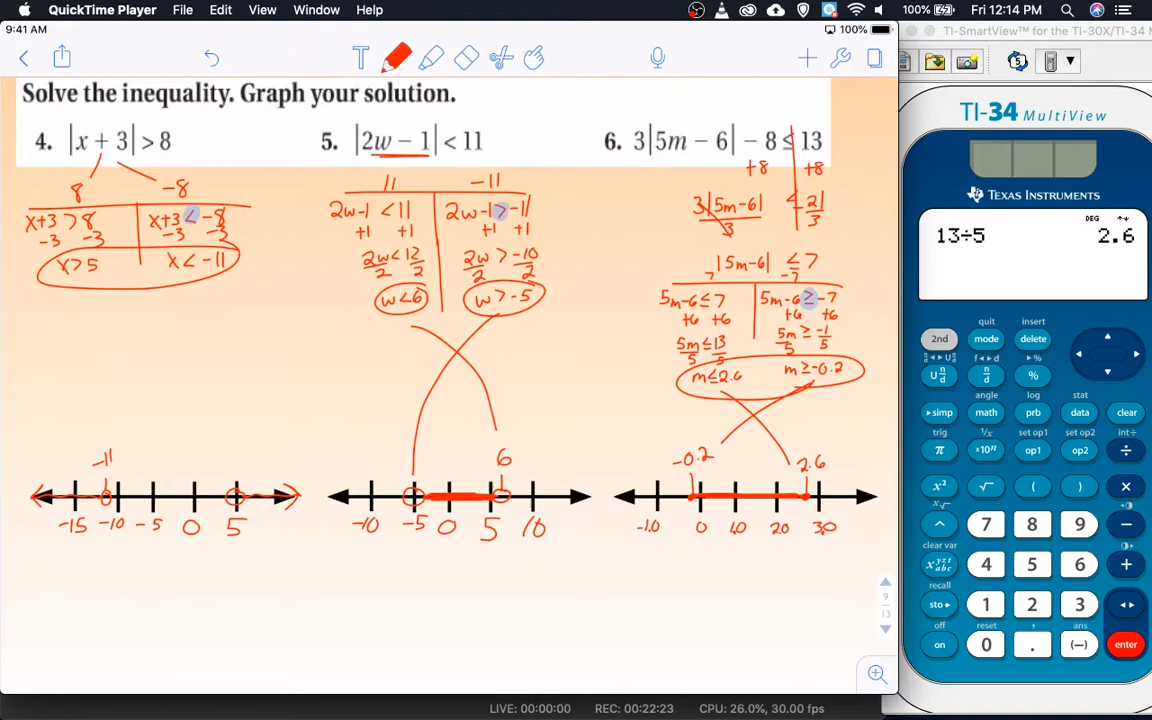 QuickTime Player File Edit View Window Help 100% Fri 12:14 PM
9:41 AM 100%
TI-SmartView™ for the TI-30X/TI-34 M
Solve the inequality. Graph your solution.
4. |x + 3| > 8 5. |2w − 1| < 11 6. 3|5m − 6| − 8 ≤ 13
+8 +8
8 -8 11 -11
3|5m-6| ≤ 21
3 3
x+3 > 8 x+3 < -8 2w-1 < 11 2w-1 > -11
-3 -3 -3 -3 +1 +1 +1 +1
x > 5 x < -11 2w < 12 2w > -10 |5m-6| ≤ 7
2 2 2 2 7 -7
w < 6 w > -5 5m-6 ≤ 7 5m-6 ≥ -7
+6 +6 +6 +6
5m ≤ 13 5m ≥ -1
5 5 5 5
m ≤ 2.6 m ≥ -0.2
-11 6 -0.2 2.6
-15 -10 -5 0 5 -10 -5 0 5 10 -1.0 0 1.0 2.0 3.0
9
13
LIVE: 00:00:00 REC: 00:22:23 CPU: 26.0%, 30.00 fps
TI-34 MultiView
TEXAS INSTRUMENTS
DEG
13÷5 2.6
quit insert
2nd mode delete
n/d %
angle log stat
▸simp math prb data clear
trig set op1 set op2 int÷
π ×10ⁿ op1 op2 ÷
x² √ ( ) ×
^ 7 8 9 −
clear var
4 5 6 +
recall
sto▸ 1 2 3
off reset , ans
on 0 . (−) enter